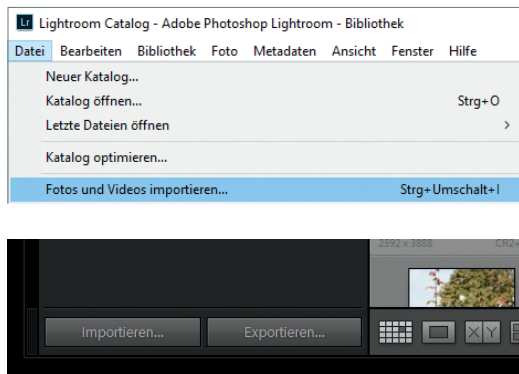 Lr Lightroom Catalog - Adobe Photoshop Lightroom - Bibliothek
Datei Bearbeiten Bibliothek Foto Metadaten Ansicht Fenster Hilfe
Neuer Katalog...
Katalog öffnen... Strg+O
Letzte Dateien öffnen >
Katalog optimieren...
Fotos und Videos importieren... Strg+Umschalt+I
2592 x 3888 CR2
Importieren... Exportieren... X Y